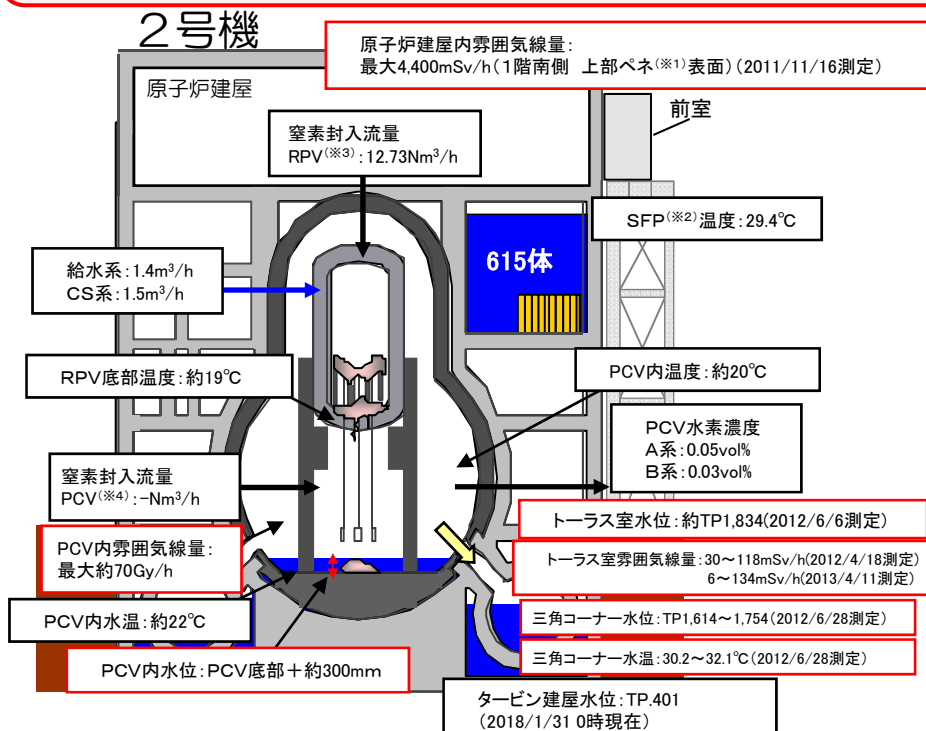 2号機
原子炉建屋内雰囲気線量：
最大4,400mSv/h（1階南側　上部ペネ(※1)表面）（2011/11/16測定）
原子炉建屋
前室
窒素封入流量
RPV(※3)：12.73Nm³/h
SFP(※2)温度：29.4℃
615体
給水系：1.4m³/h
CS系：1.5m³/h
RPV底部温度：約19℃
PCV内温度：約20℃
PCV水素濃度
A系：0.05vol%
B系：0.03vol%
窒素封入流量
PCV(※4)：-Nm³/h
トーラス室水位：約TP1,834（2012/6/6測定）
PCV内雰囲気線量：
最大約70Gy/h
トーラス室雰囲気線量：30～118mSv/h（2012/4/18測定）
6～134mSv/h（2013/4/11測定）
PCV内水温：約22℃
三角コーナー水位：TP1,614～1,754（2012/6/28測定）
三角コーナー水温：30.2～32.1℃（2012/6/28測定）
PCV内水位：PCV底部＋約300mm
タービン建屋水位：TP.401
（2018/1/31 0時現在）